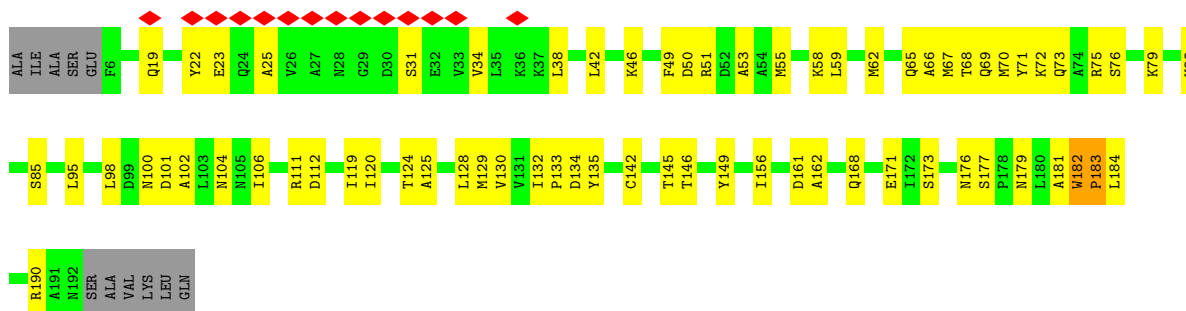 ALA ILE ALA SER GLU F6 Q19 Y22 E23 Q24 A25 V26 A27 N28 G29 D30 S31 E32 V33 V34 L35 K36 K37 L38 L42 K46 F49 D50 R51 D52 A53 A54 M55 K58 L59 M62 Q65 A66 M67 T68 Q69 M70 Y71 K72 Q73 A74 R75 S76 K79
S85 L95 L98 D99 N100 D101 A102 L103 N104 N105 I106 R111 D112 I119 I120 T124 A125 L128 M129 V130 V131 I132 P133 D134 Y135 C142 T145 T146 Y149 I156 D161 A162 Q168 E171 I172 S173 N176 S177 P178 N179 L180 A181 W182 P183 L184
R190 A191 N192 SER ALA VAL LYS LEU GLN